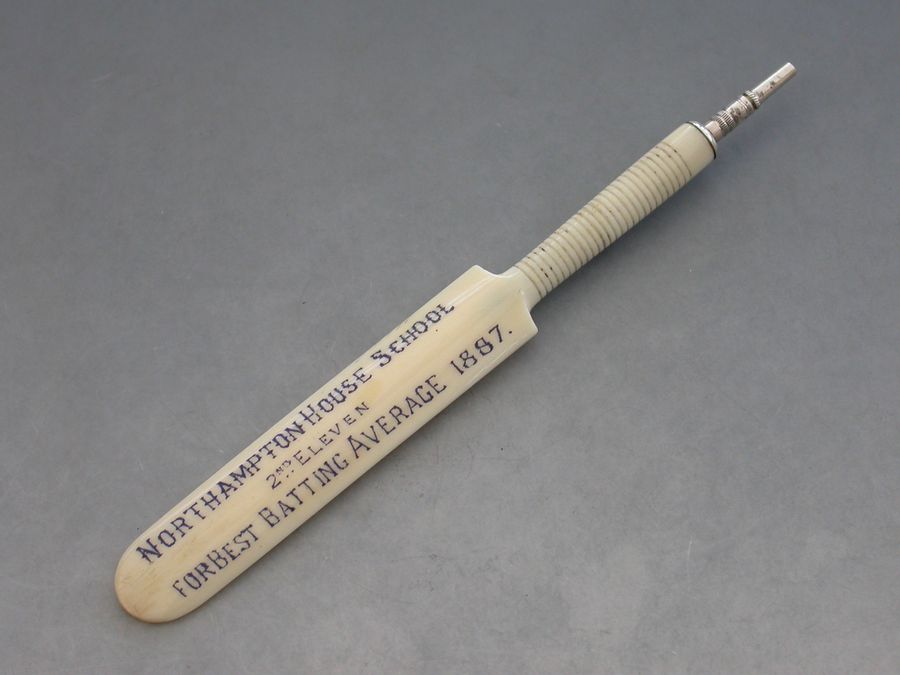 NORTHAMPTON HOUSE SCHOOL
2ND ELEVEN
FOR BEST BATTING AVERAGE 1887.